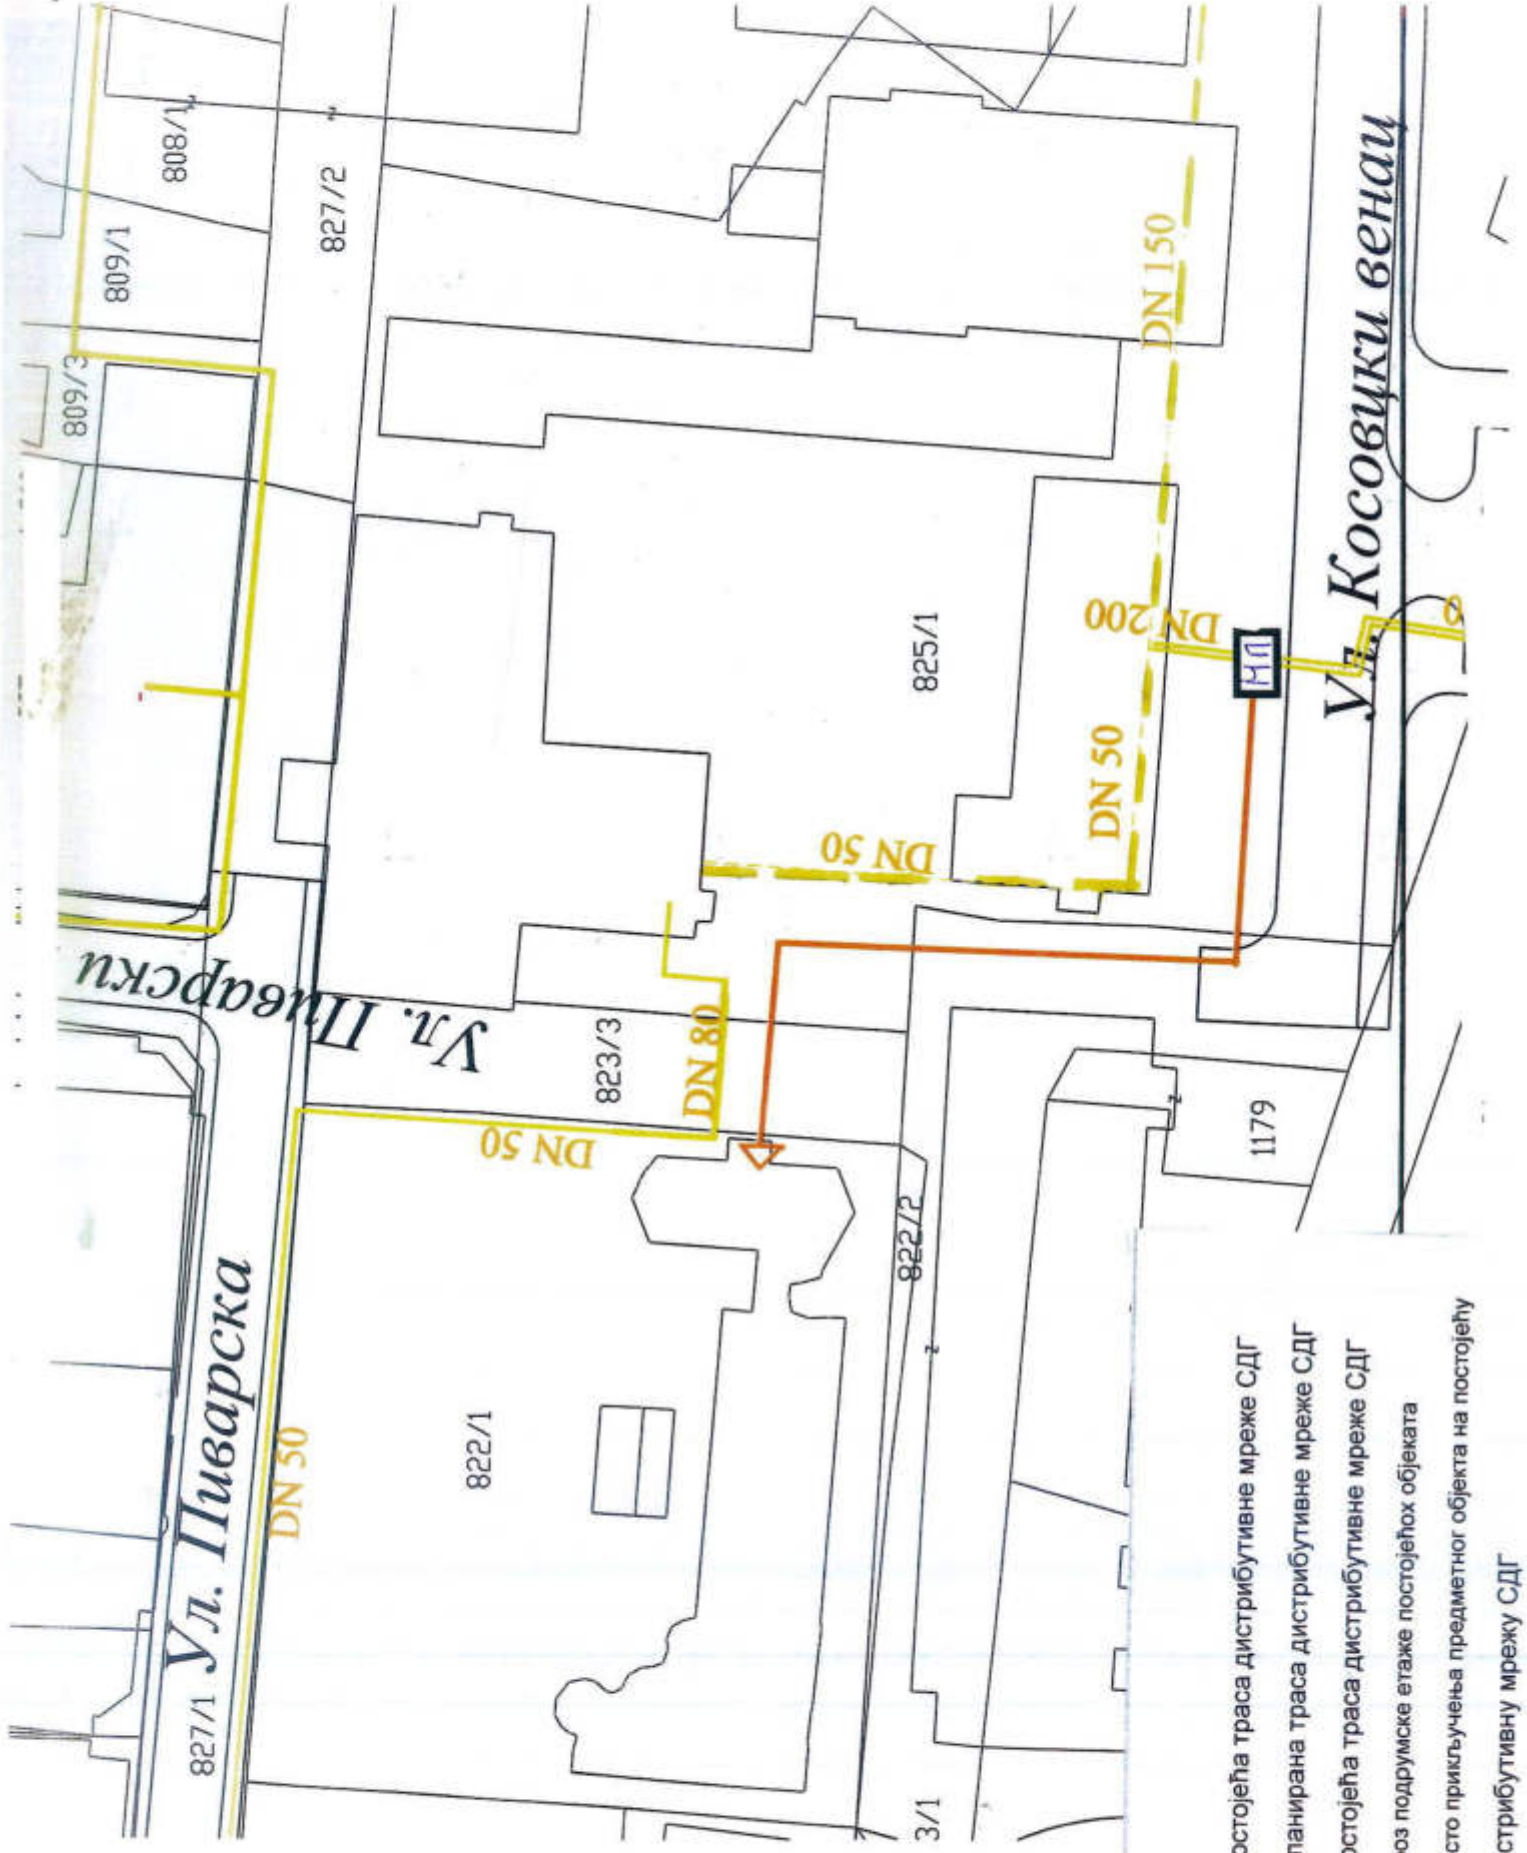 808/1
809/1
809/3
827/2
825/1
DN 150
DN 200
DN 50
DN 50
МП
Ул. Косовцки венац
Ул. Пиварски
823/3
DN 80
DN 50
1179
822/2
822/1
DN 50
827/1
Ул. Пиварска
3/1
остојећа траса дистрибутивне мреже СДГ
ланирана траса дистрибутивне мреже СДГ
остојећа траса дистрибутивне мреже СДГ
оз подрумске етаже постојећох објеката
сто прикључења предметног објекта на постојећу
стрибутивну мрежу СДГ